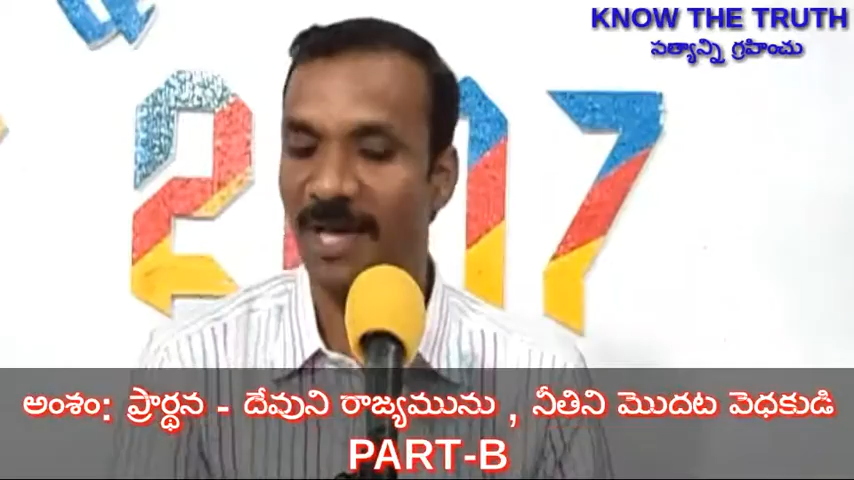 KNOW THE TRUTH
సత్యాన్ని గ్రహించు
2017
అంశం: ప్రార్థన - దేవుని రాజ్యమును , నీతిని మొదట వెధకుడి
PART-B